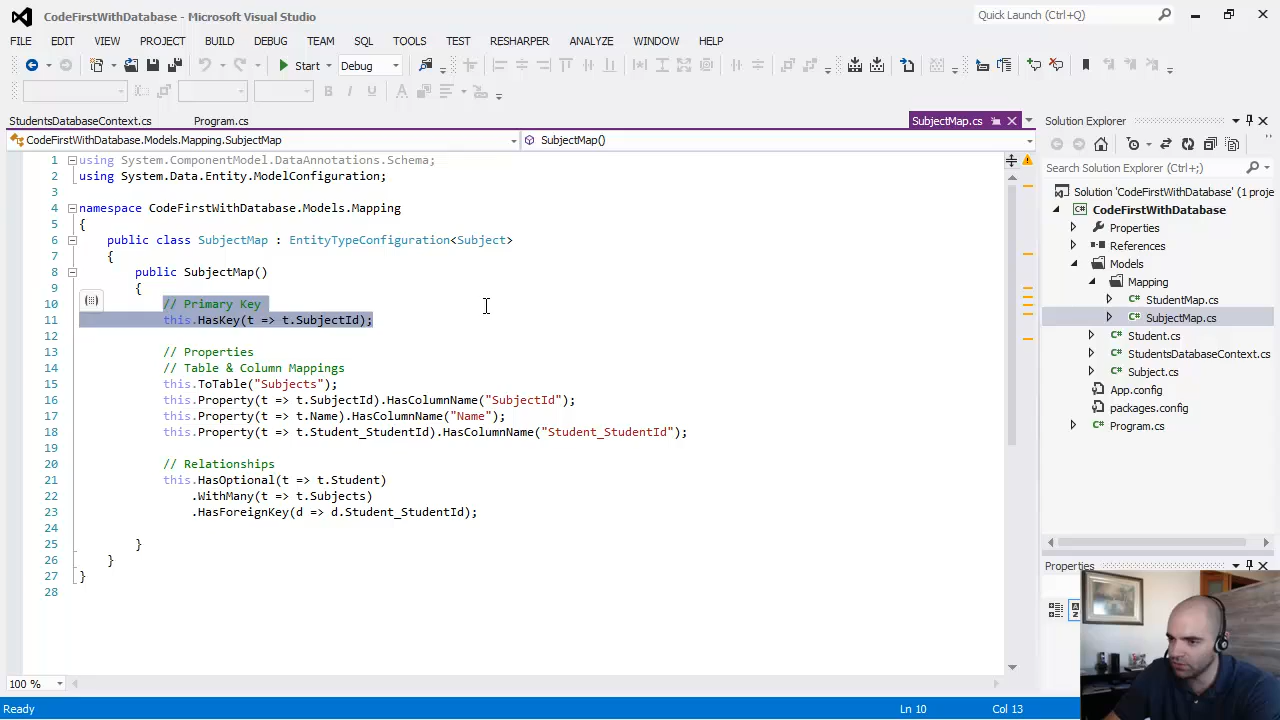 CodeFirstWithDatabase - Microsoft Visual Studio
Quick Launch (Ctrl+Q)
FILE EDIT VIEW PROJECT BUILD DEBUG TEAM SQL TOOLS TEST RESHARPER ANALYZE WINDOW HELP
Start Debug
StudentsDatabaseContext.cs Program.cs SubjectMap.cs
CodeFirstWithDatabase.Models.Mapping.SubjectMap SubjectMap()
1 using System.ComponentModel.DataAnnotations.Schema;
2 using System.Data.Entity.ModelConfiguration;
3
4 namespace CodeFirstWithDatabase.Models.Mapping
5 {
6 public class SubjectMap : EntityTypeConfiguration<Subject>
7 {
8 public SubjectMap()
9 {
10 // Primary Key
11 this.HasKey(t => t.SubjectId);
12
13 // Properties
14 // Table & Column Mappings
15 this.ToTable("Subjects");
16 this.Property(t => t.SubjectId).HasColumnName("SubjectId");
17 this.Property(t => t.Name).HasColumnName("Name");
18 this.Property(t => t.Student_StudentId).HasColumnName("Student_StudentId");
19
20 // Relationships
21 this.HasOptional(t => t.Student)
22 .WithMany(t => t.Subjects)
23 .HasForeignKey(d => d.Student_StudentId);
24
25 }
26 }
27 }
28
100 %
Ready Ln 10 Col 13
Solution Explorer
Search Solution Explorer (Ctrl+;)
Solution 'CodeFirstWithDatabase' (1 proje
CodeFirstWithDatabase
Properties
References
Models
Mapping
StudentMap.cs
SubjectMap.cs
Student.cs
StudentsDatabaseContext.cs
Subject.cs
App.config
packages.config
Program.cs
Properties